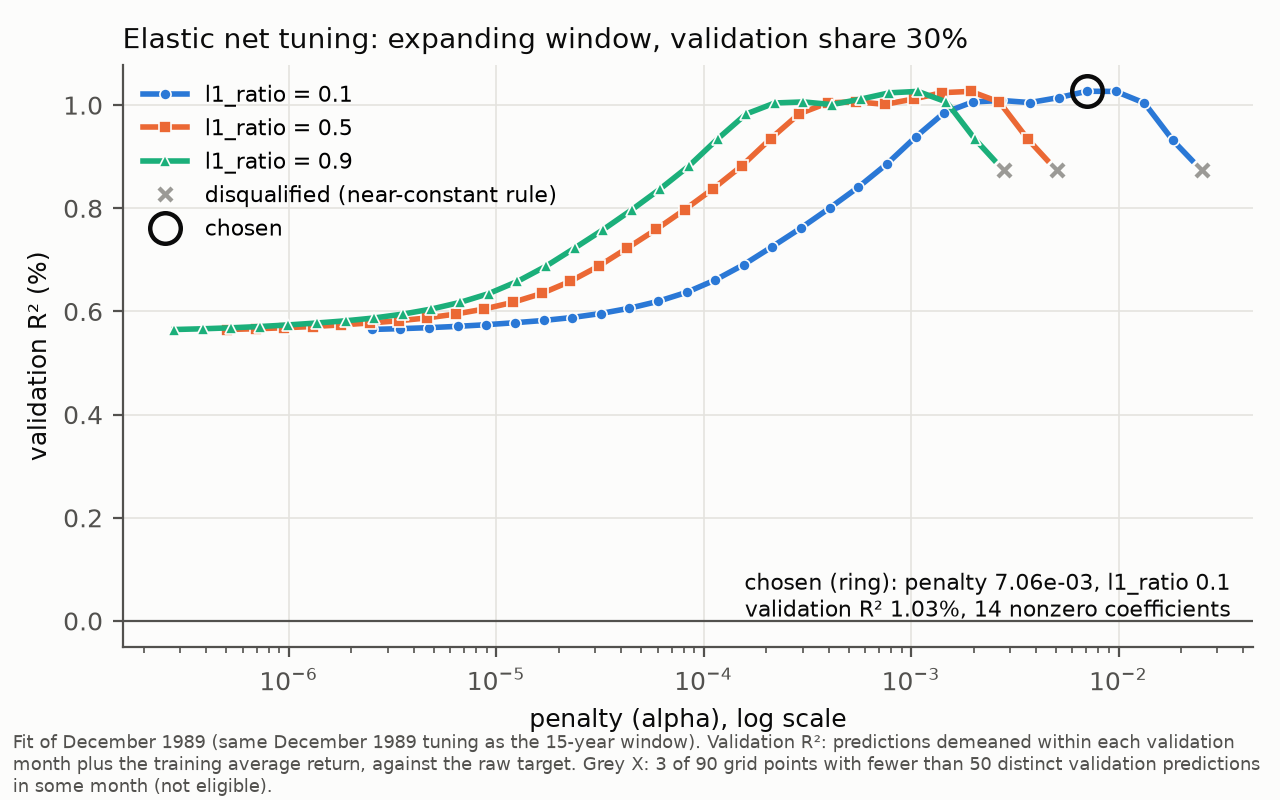 Elastic net tuning: expanding window, validation share 30%
l1_ratio = 0.1
l1_ratio = 0.5
l1_ratio = 0.9
disqualified (near-constant rule)
chosen
validation R² (%)
1.0
0.8
0.6
0.4
0.2
0.0
chosen (ring): penalty 7.06e-03, l1_ratio 0.1
validation R² 1.03%, 14 nonzero coefficients
10⁻⁶ 10⁻⁵ 10⁻⁴ 10⁻³ 10⁻²
penalty (alpha), log scale
Fit of December 1989 (same December 1989 tuning as the 15-year window). Validation R²: predictions demeaned within each validation
month plus the training average return, against the raw target. Grey X: 3 of 90 grid points with fewer than 50 distinct validation predictions
in some month (not eligible).